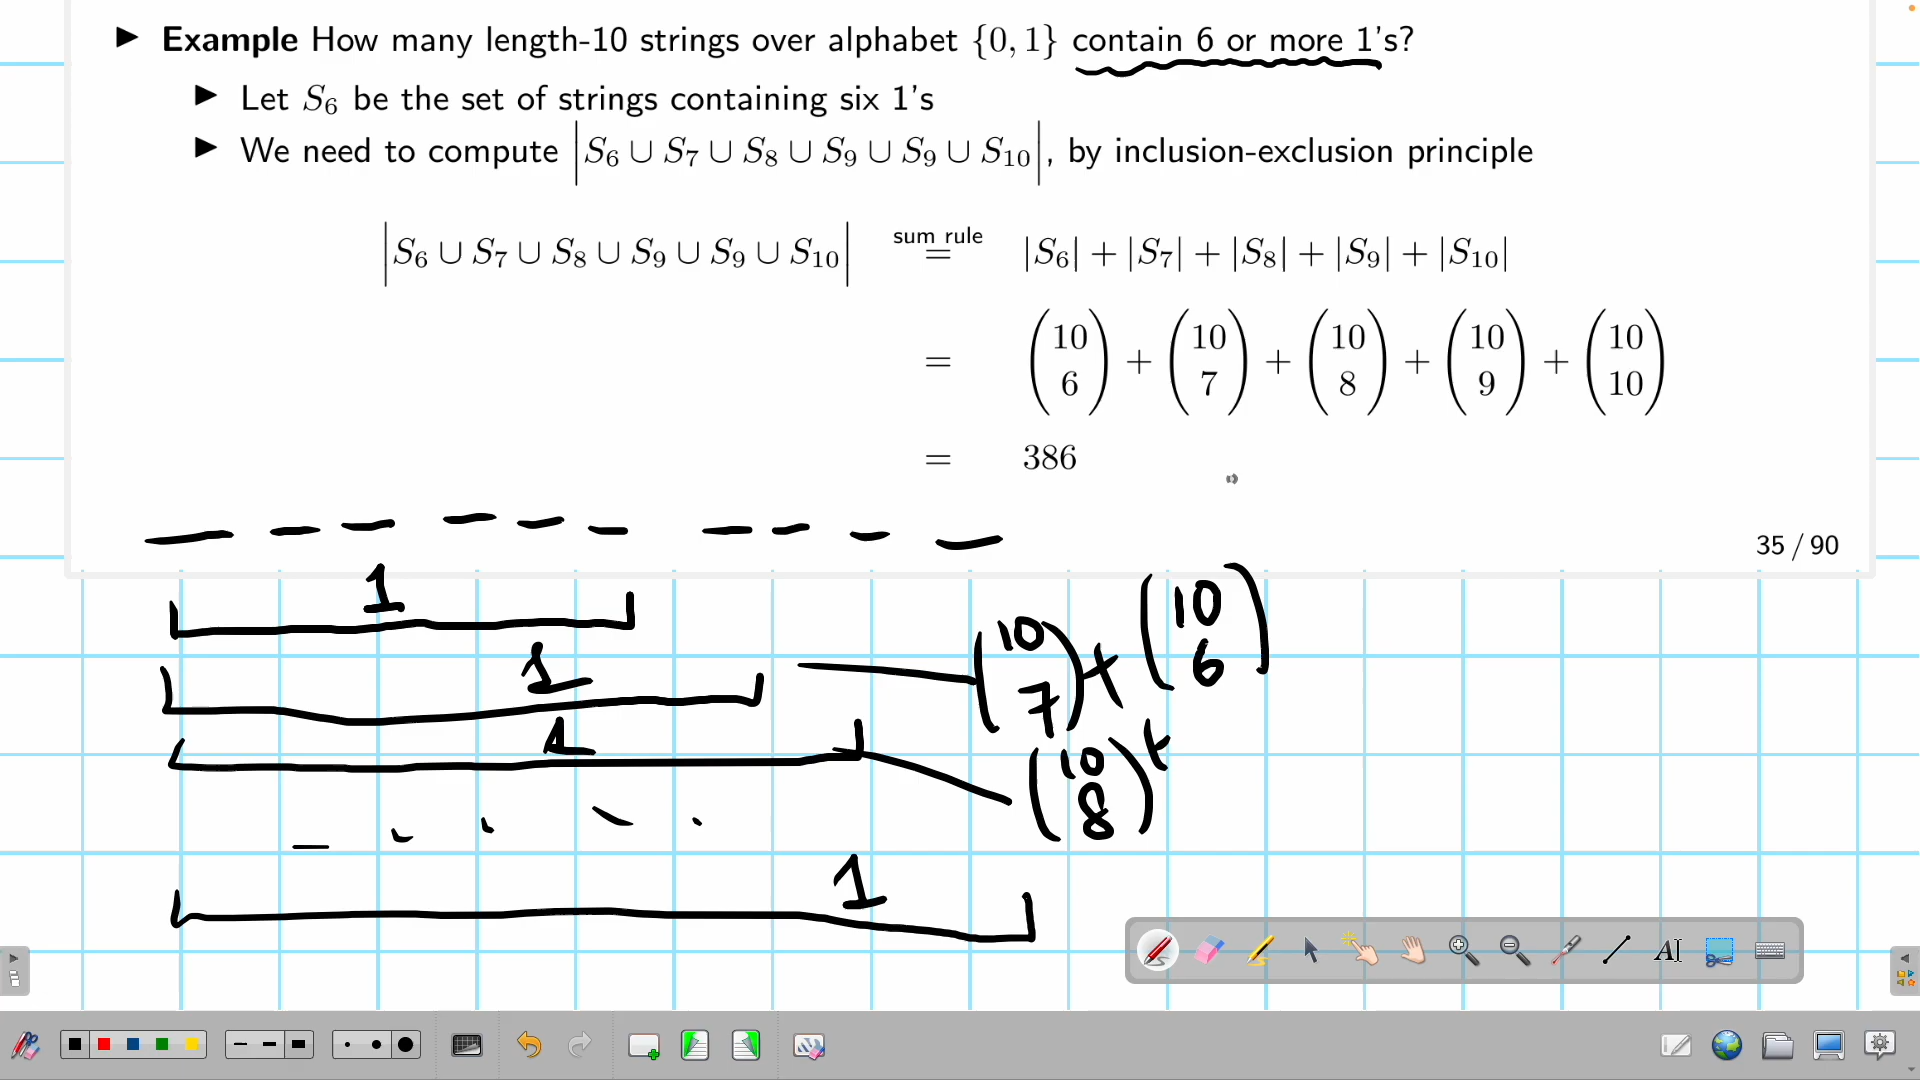 ▶ Example How many length-10 strings over alphabet {0, 1} contain 6 or more 1's?
▶ Let S₆ be the set of strings containing six 1's
▶ We need to compute |S₆ ∪ S₇ ∪ S₈ ∪ S₉ ∪ S₉ ∪ S₁₀|, by inclusion-exclusion principle
|S₆ ∪ S₇ ∪ S₈ ∪ S₉ ∪ S₉ ∪ S₁₀| sum rule = |S₆| + |S₇| + |S₈| + |S₉| + |S₁₀|
= (10 6) + (10 7) + (10 8) + (10 9) + (10 10)
= 386
35 / 90
1
1 (10 7) + (10 6)
1 (10 8) +
1
AI